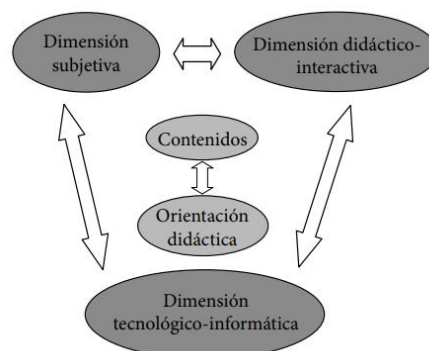 Dimensión
subjetiva
Dimensión didáctico-
interactiva
Contenidos
Orientación
didáctica
Dimensión
tecnológico-informática